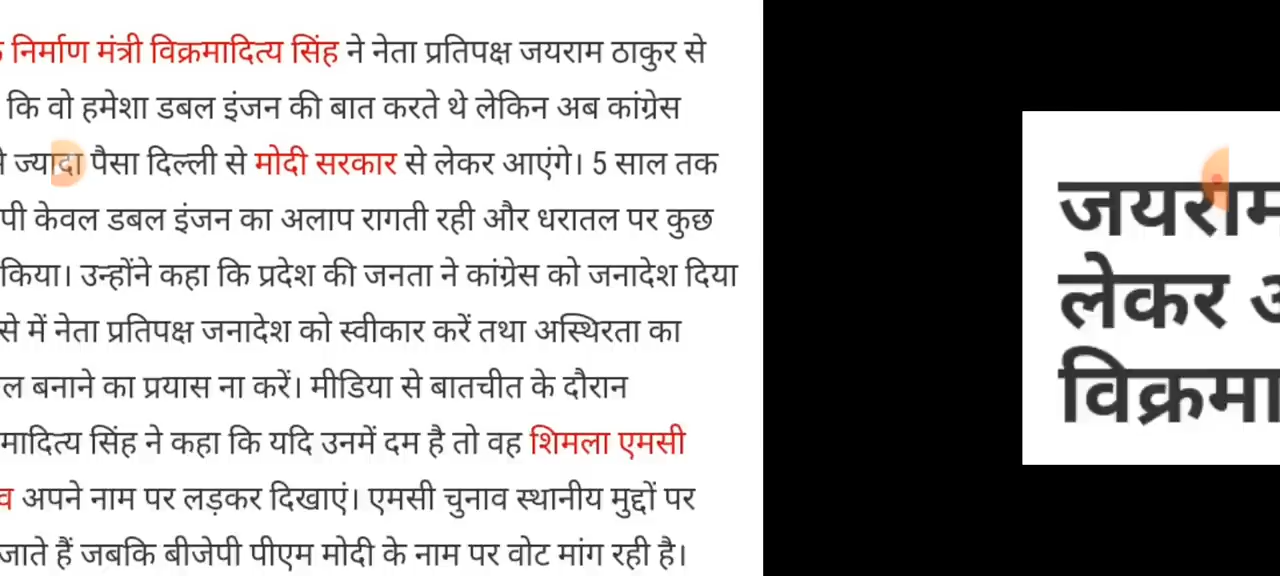 निर्माण मंत्री विक्रमादित्य सिंह ने नेता प्रतिपक्ष जयराम ठाकुर से
कि वो हमेशा डबल इंजन की बात करते थे लेकिन अब कांग्रेस
ज्यादा पैसा दिल्ली से मोदी सरकार से लेकर आएंगे। 5 साल तक
पी केवल डबल इंजन का अलाप रागती रही और धरातल पर कुछ
किया। उन्होंने कहा कि प्रदेश की जनता ने कांग्रेस को जनादेश दिया
से में नेता प्रतिपक्ष जनादेश को स्वीकार करें तथा अस्थिरता का
ल बनाने का प्रयास ना करें। मीडिया से बातचीत के दौरान
मादित्य सिंह ने कहा कि यदि उनमें दम है तो वह शिमला एमसी
व अपने नाम पर लड़कर दिखाएं। एमसी चुनाव स्थानीय मुद्दों पर
जाते हैं जबकि बीजेपी पीएम मोदी के नाम पर वोट मांग रही है।
जयराम
लेकर
विक्रमा